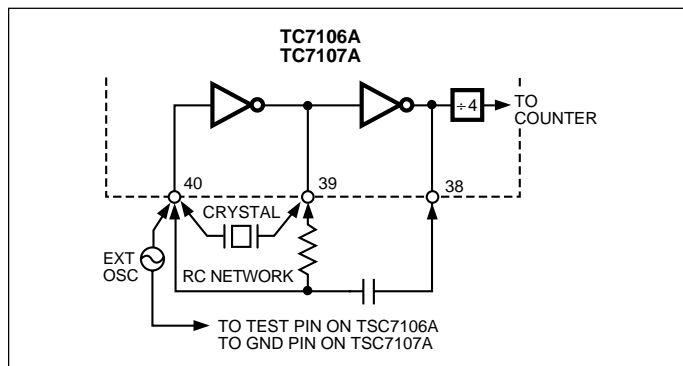 TC7106A
TC7107A
÷4
TO
COUNTER
40
39
38
CRYSTAL
EXT
OSC
RC NETWORK
TO TEST PIN ON TSC7106A
TO GND PIN ON TSC7107A